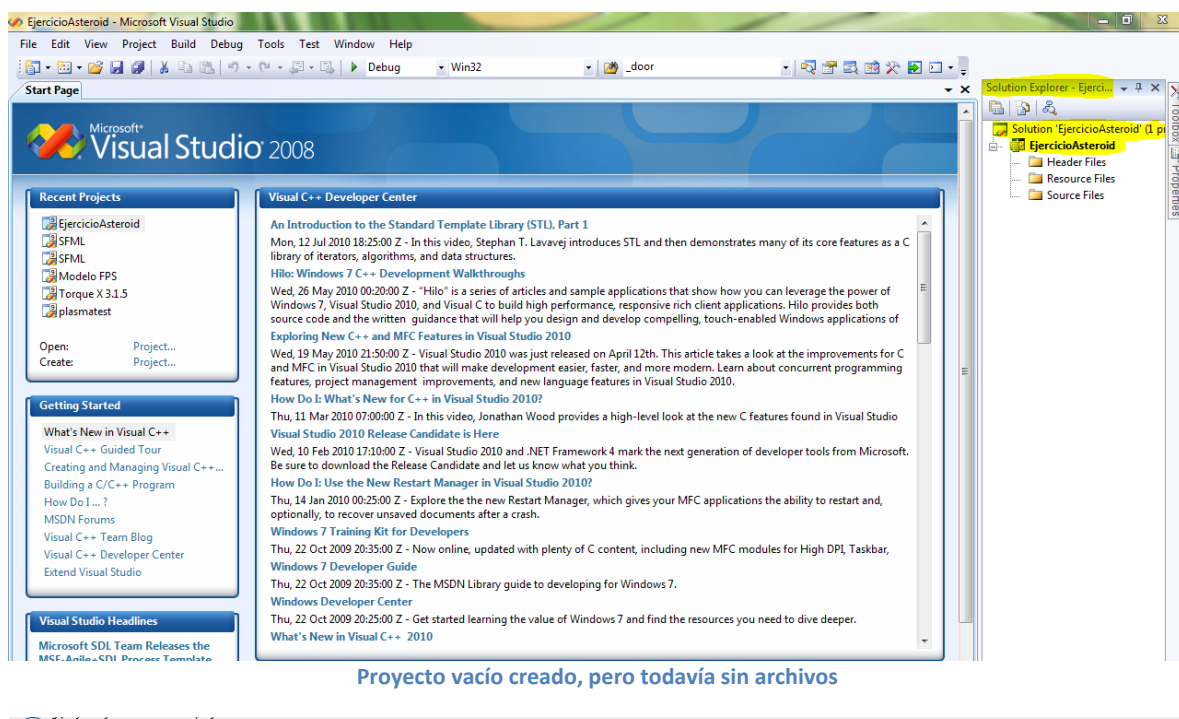 EjercicioAsteroid - Microsoft Visual Studio
File Edit View Project Build Debug Tools Test Window Help
Debug Win32 _door
Start Page
Microsoft®
Visual Studio® 2008
Recent Projects
EjercicioAsteroid
SFML
SFML
Modelo FPS
Torque X 3.1.5
plasmatest
Open: Project...
Create: Project...
Getting Started
What's New in Visual C++
Visual C++ Guided Tour
Creating and Managing Visual C++...
Building a C/C++ Program
How Do I ... ?
MSDN Forums
Visual C++ Team Blog
Visual C++ Developer Center
Extend Visual Studio
Visual Studio Headlines
Microsoft SDL Team Releases the
MSF-Agile+SDL Process Template
Visual C++ Developer Center
An Introduction to the Standard Template Library (STL), Part 1
Mon, 12 Jul 2010 18:25:00 Z - In this video, Stephan T. Lavavej introduces STL and then demonstrates many of its core features as a C
library of iterators, algorithms, and data structures.
Hilo: Windows 7 C++ Development Walkthroughs
Wed, 26 May 2010 00:20:00 Z - "Hilo" is a series of articles and sample applications that show how you can leverage the power of
Windows 7, Visual Studio 2010, and Visual C to build high performance, responsive rich client applications. Hilo provides both
source code and the written guidance that will help you design and develop compelling, touch-enabled Windows applications of
Exploring New C++ and MFC Features in Visual Studio 2010
Wed, 19 May 2010 21:50:00 Z - Visual Studio 2010 was just released on April 12th. This article takes a look at the improvements for C
and MFC in Visual Studio 2010 that will make development easier, faster, and more modern. Learn about concurrent programming
features, project management improvements, and new language features in Visual Studio 2010.
How Do I: What's New for C++ in Visual Studio 2010?
Thu, 11 Mar 2010 07:00:00 Z - In this video, Jonathan Wood provides a high-level look at the new C features found in Visual Studio
Visual Studio 2010 Release Candidate is Here
Wed, 10 Feb 2010 17:10:00 Z - Visual Studio 2010 and .NET Framework 4 mark the next generation of developer tools from Microsoft.
Be sure to download the Release Candidate and let us know what you think.
How Do I: Use the New Restart Manager in Visual Studio 2010?
Thu, 14 Jan 2010 00:25:00 Z - Explore the the new Restart Manager, which gives your MFC applications the ability to restart and,
optionally, to recover unsaved documents after a crash.
Windows 7 Training Kit for Developers
Thu, 22 Oct 2009 20:35:00 Z - Now online, updated with plenty of C content, including new MFC modules for High DPI, Taskbar,
Windows 7 Developer Guide
Thu, 22 Oct 2009 20:35:00 Z - The MSDN Library guide to developing for Windows 7.
Windows Developer Center
Thu, 22 Oct 2009 20:25:00 Z - Get started learning the value of Windows 7 and find the resources you need to dive deeper.
What's New in Visual C++ 2010
Solution Explorer - Ejerci...
Solution 'EjercicioAsteroid' (1 pr
EjercicioAsteroid
Header Files
Resource Files
Source Files
Toolbox
Properties
Proyecto vacío creado, pero todavía sin archivos